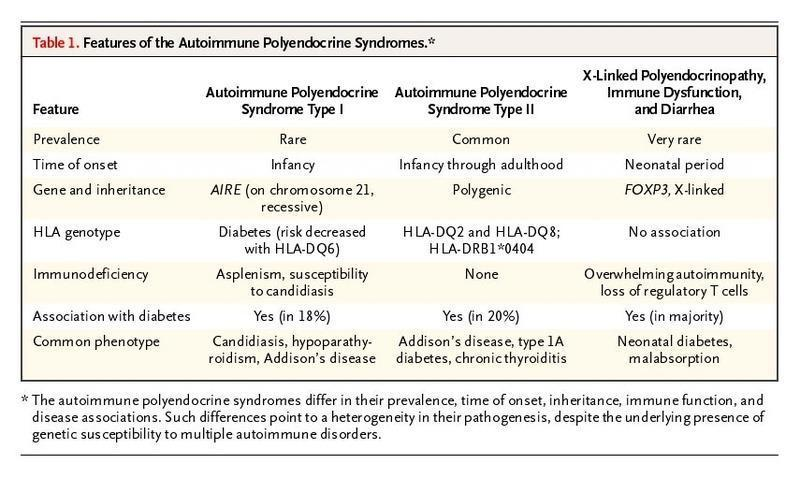 Table 1. Features of the Autoimmune Polyendocrine Syndromes.*
Feature
Autoimmune Polyendocrine
Syndrome Type I
Autoimmune Polyendocrine
Syndrome Type II
X-Linked Polyendocrinopathy,
Immune Dysfunction,
and Diarrhea
Prevalence
Rare
Common
Very rare
Time of onset
Infancy
Infancy through adulthood
Neonatal period
Gene and inheritance
AIRE (on chromosome 21,
recessive)
Polygenic
FOXP3, X-linked
HLA genotype
Diabetes (risk decreased
with HLA-DQ6)
HLA-DQ2 and HLA-DQ8;
HLA-DRB1*0404
No association
Immunodeficiency
Asplenism, susceptibility
to candidiasis
None
Overwhelming autoimmunity,
loss of regulatory T cells
Association with diabetes
Yes (in 18%)
Yes (in 20%)
Yes (in majority)
Common phenotype
Candidiasis, hypoparathy-
roidism, Addison's disease
Addison's disease, type 1A
diabetes, chronic thyroiditis
Neonatal diabetes,
malabsorption
* The autoimmune polyendocrine syndromes differ in their prevalence, time of onset, inheritance, immune function, and
disease associations. Such differences point to a heterogeneity in their pathogenesis, despite the underlying presence of
genetic susceptibility to multiple autoimmune disorders.